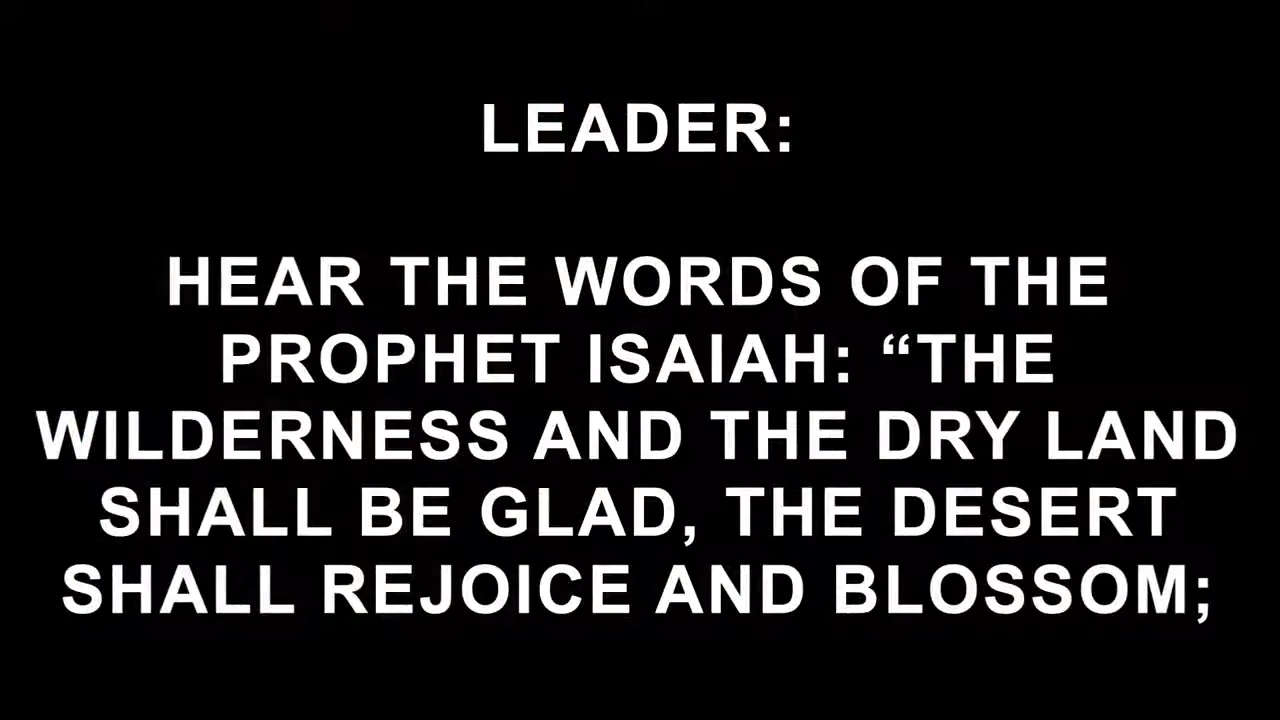 LEADER:
HEAR THE WORDS OF THE
PROPHET ISAIAH: “THE
WILDERNESS AND THE DRY LAND
SHALL BE GLAD, THE DESERT
SHALL REJOICE AND BLOSSOM;